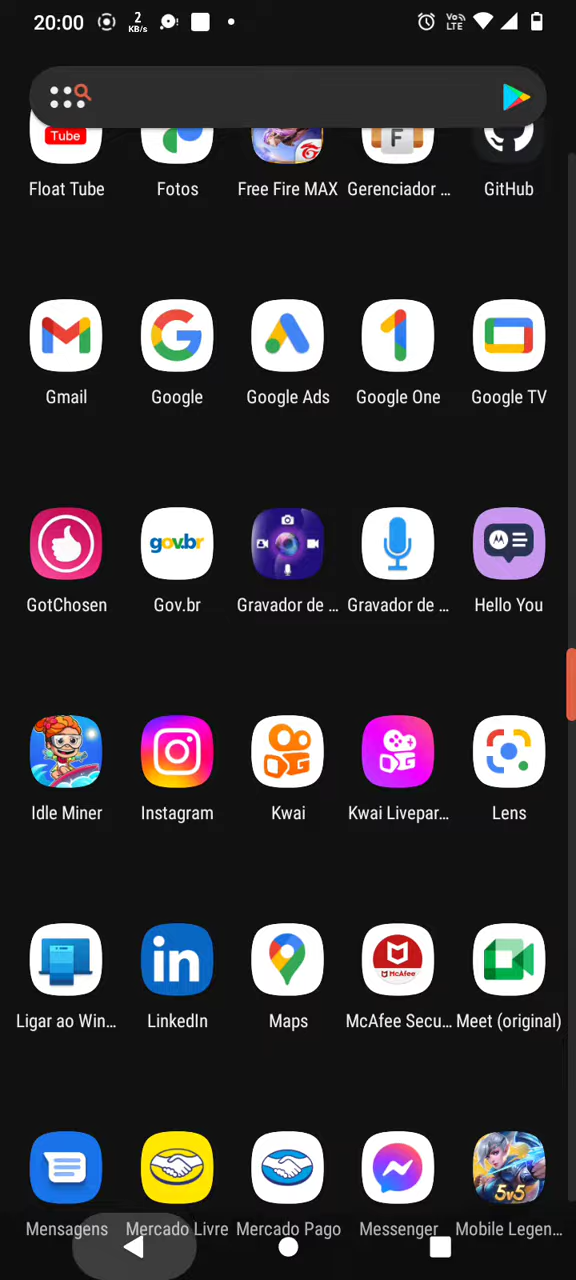 20:00 2 KB/s Vo) LTE
Tube F
Float Tube Fotos Free Fire MAX Gerenciador ... GitHub
Gmail Google Google Ads Google One Google TV
gov.br
GotChosen Gov.br Gravador de ... Gravador de ... Hello You
Idle Miner Instagram Kwai Kwai Livepar... Lens
in McAfee
Ligar ao Win... LinkedIn Maps McAfee Secu... Meet (original)
5v5
Mensagens Mercado Livre Mercado Pago Messenger Mobile Legen...